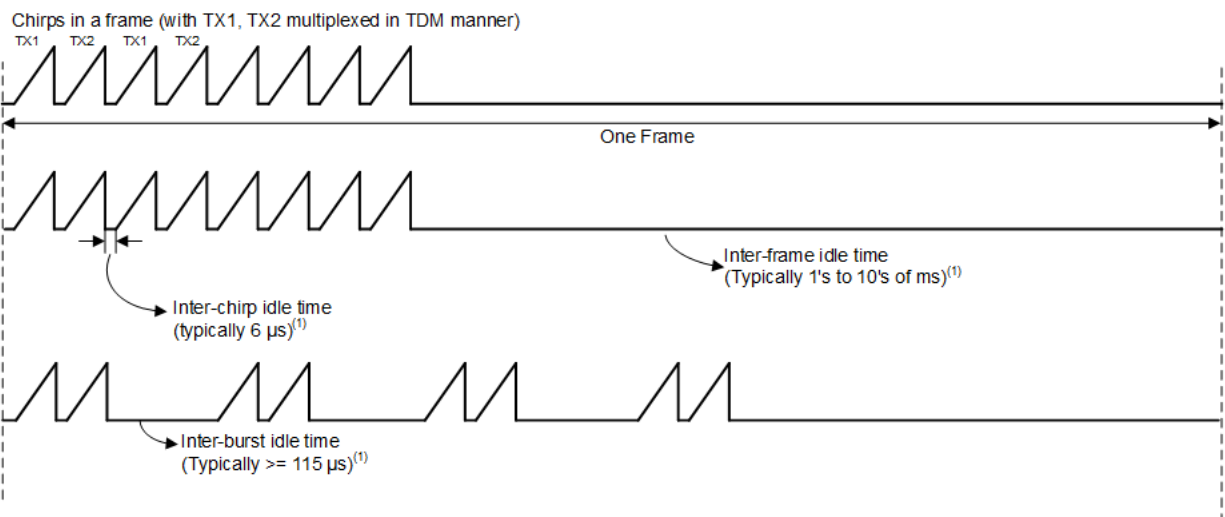 Chirps in a frame (with TX1, TX2 multiplexed in TDM manner)
TX1 TX2 TX1 TX2
One Frame
Inter-frame idle time
(Typically 1's to 10's of ms)(1)
Inter-chirp idle time
(typically 6 µs)(1)
Inter-burst idle time
(Typically >= 115 µs)(1)